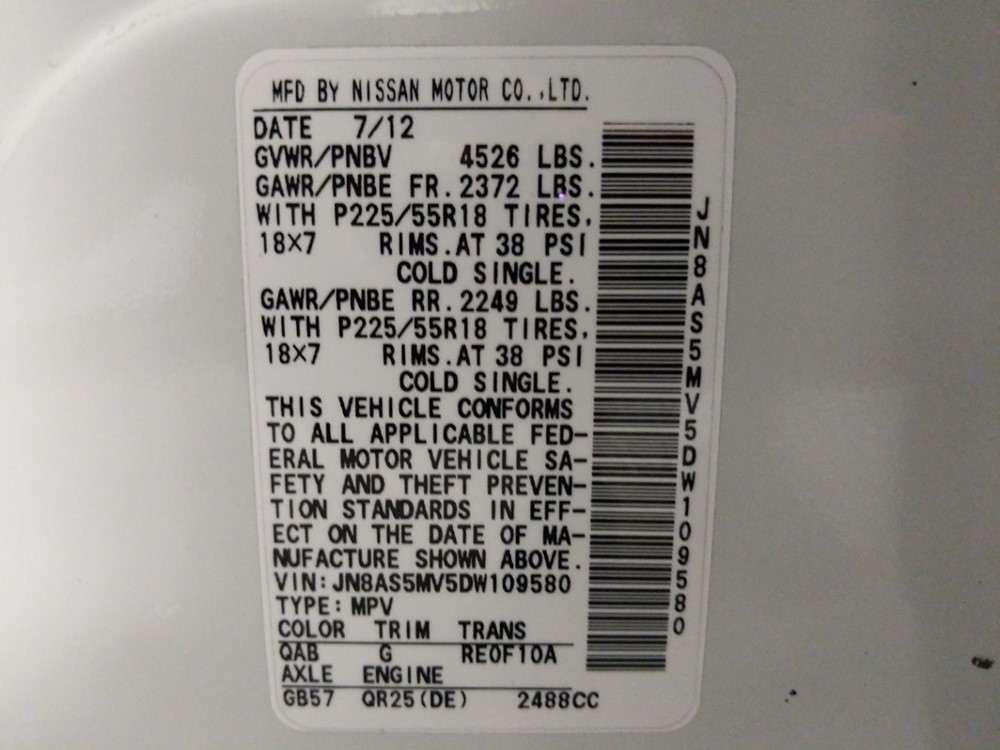 MFD BY NISSAN MOTOR CO.,LTD.
DATE 7/12
GVWR/PNBV 4526 LBS.
GAWR/PNBE FR. 2372 LBS.
WITH P225/55R18 TIRES,
18×7 RIMS. AT 38 PSI
COLD SINGLE.
GAWR/PNBE RR. 2249 LBS.
WITH P225/55R18 TIRES,
18×7 RIMS. AT 38 PSI
COLD SINGLE.
THIS VEHICLE CONFORMS
TO ALL APPLICABLE FED-
ERAL MOTOR VEHICLE SA-
FETY AND THEFT PREVEN-
TION STANDARDS IN EFF-
ECT ON THE DATE OF MA-
NUFACTURE SHOWN ABOVE.
VIN: JN8AS5MV5DW109580
TYPE: MPV
COLOR TRIM TRANS
QAB G RE0F10A
AXLE ENGINE
GB57 QR25(DE) 2488CC
JN8AS5MV5DW109580